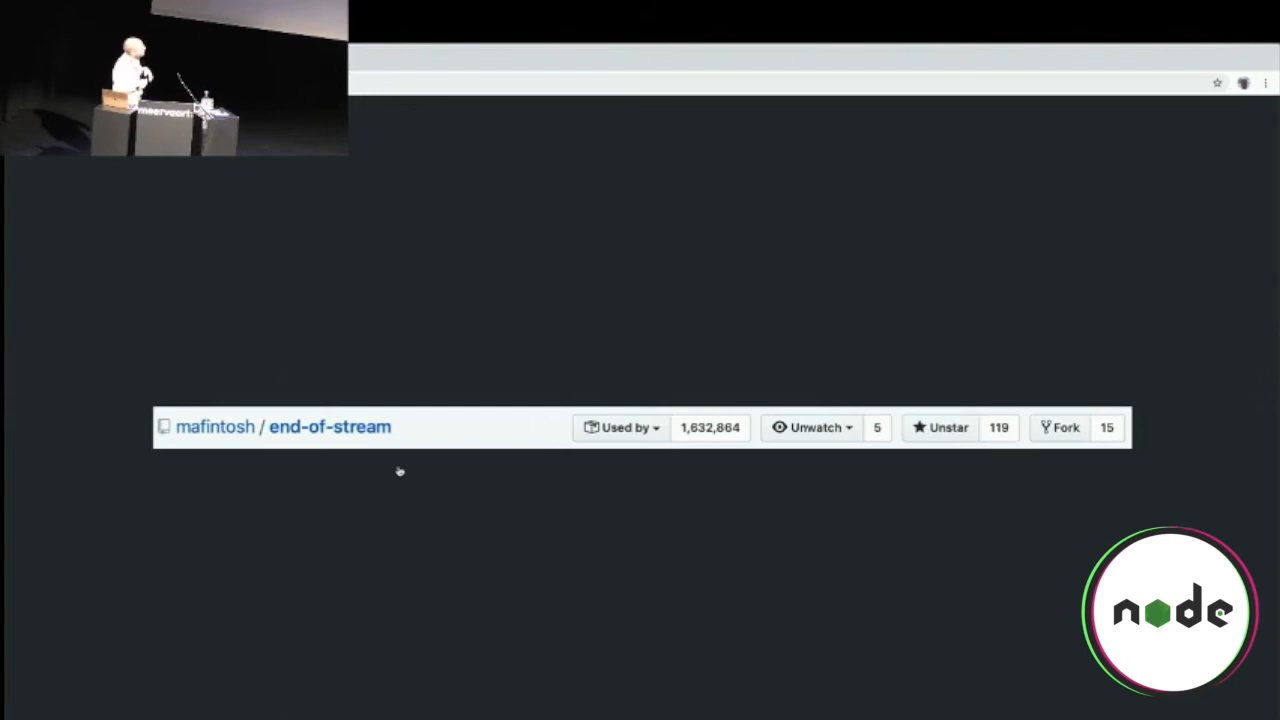 meervaart
mafintosh / end-of-stream Used by 1,632,864 Unwatch 5 Unstar 119 Fork 15
node